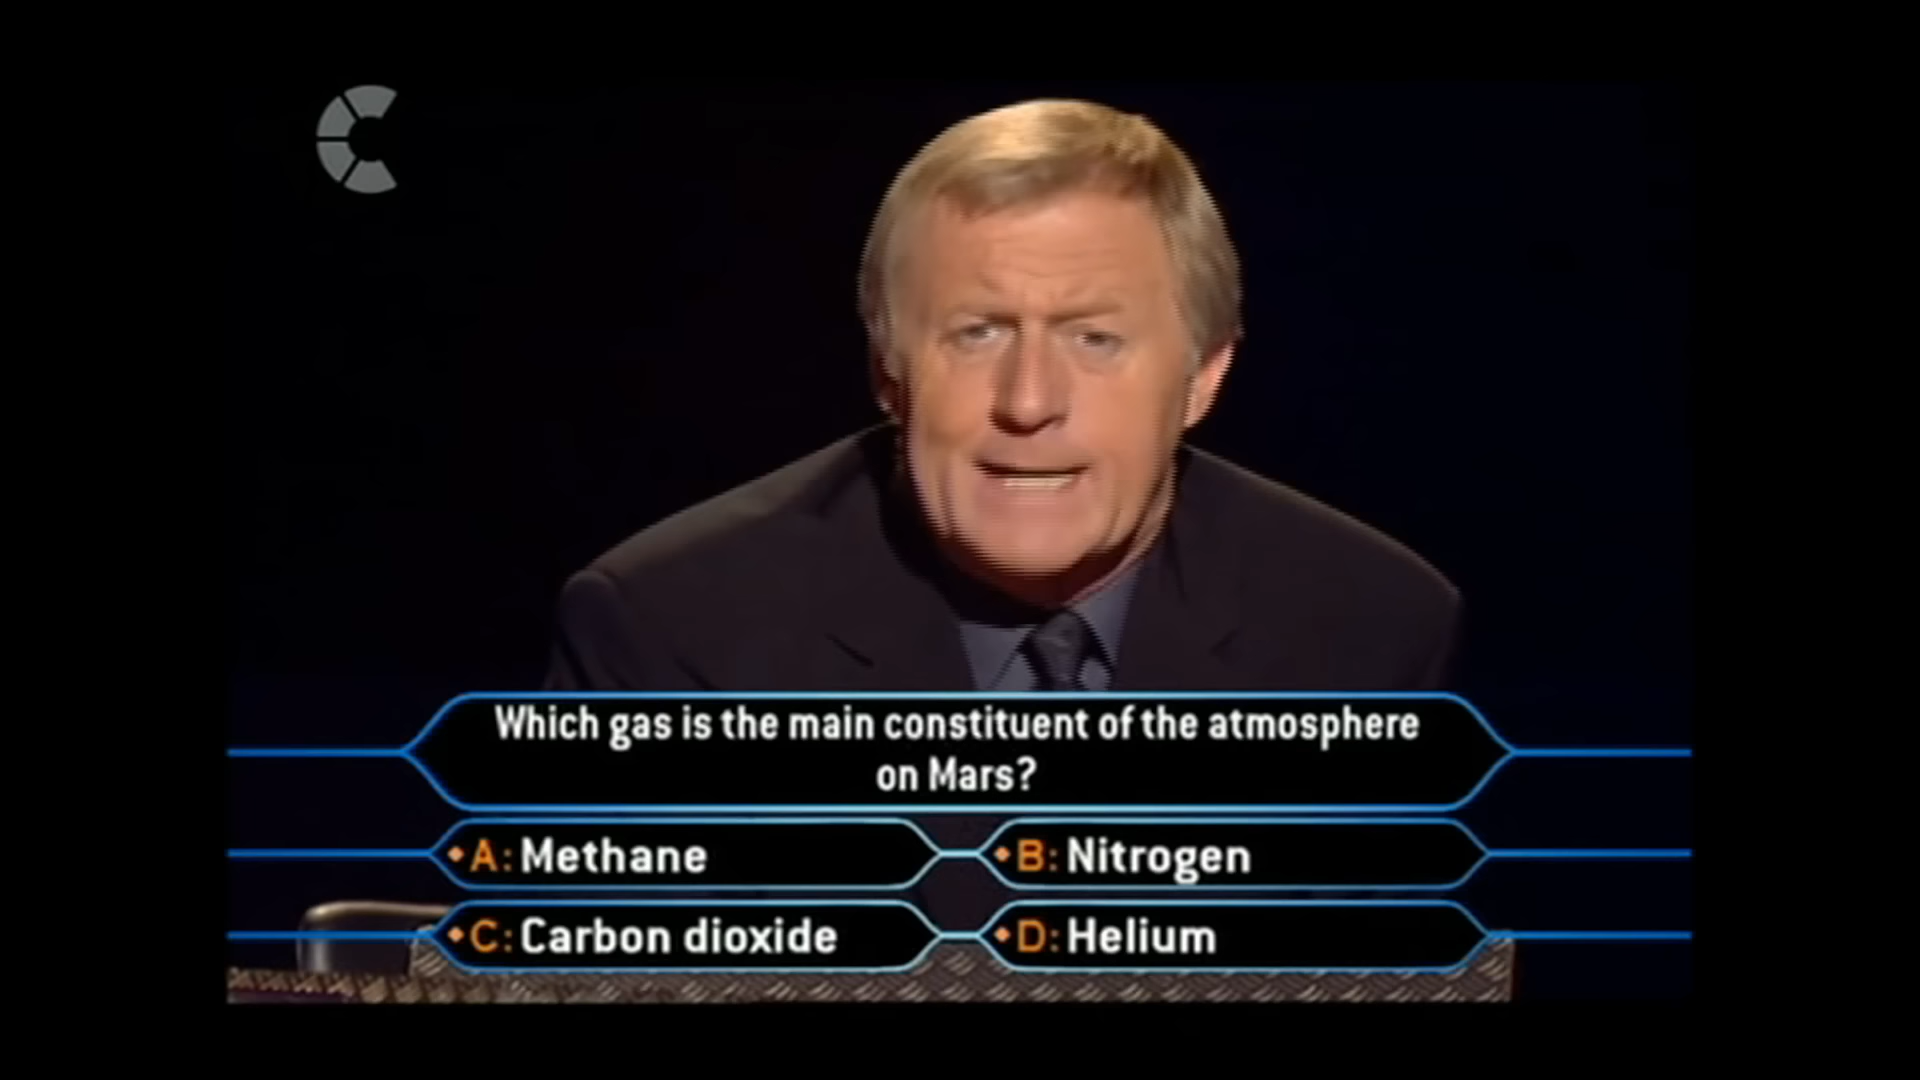 Which gas is the main constituent of the atmosphere
on Mars?
A: Methane
B: Nitrogen
C: Carbon dioxide
D: Helium